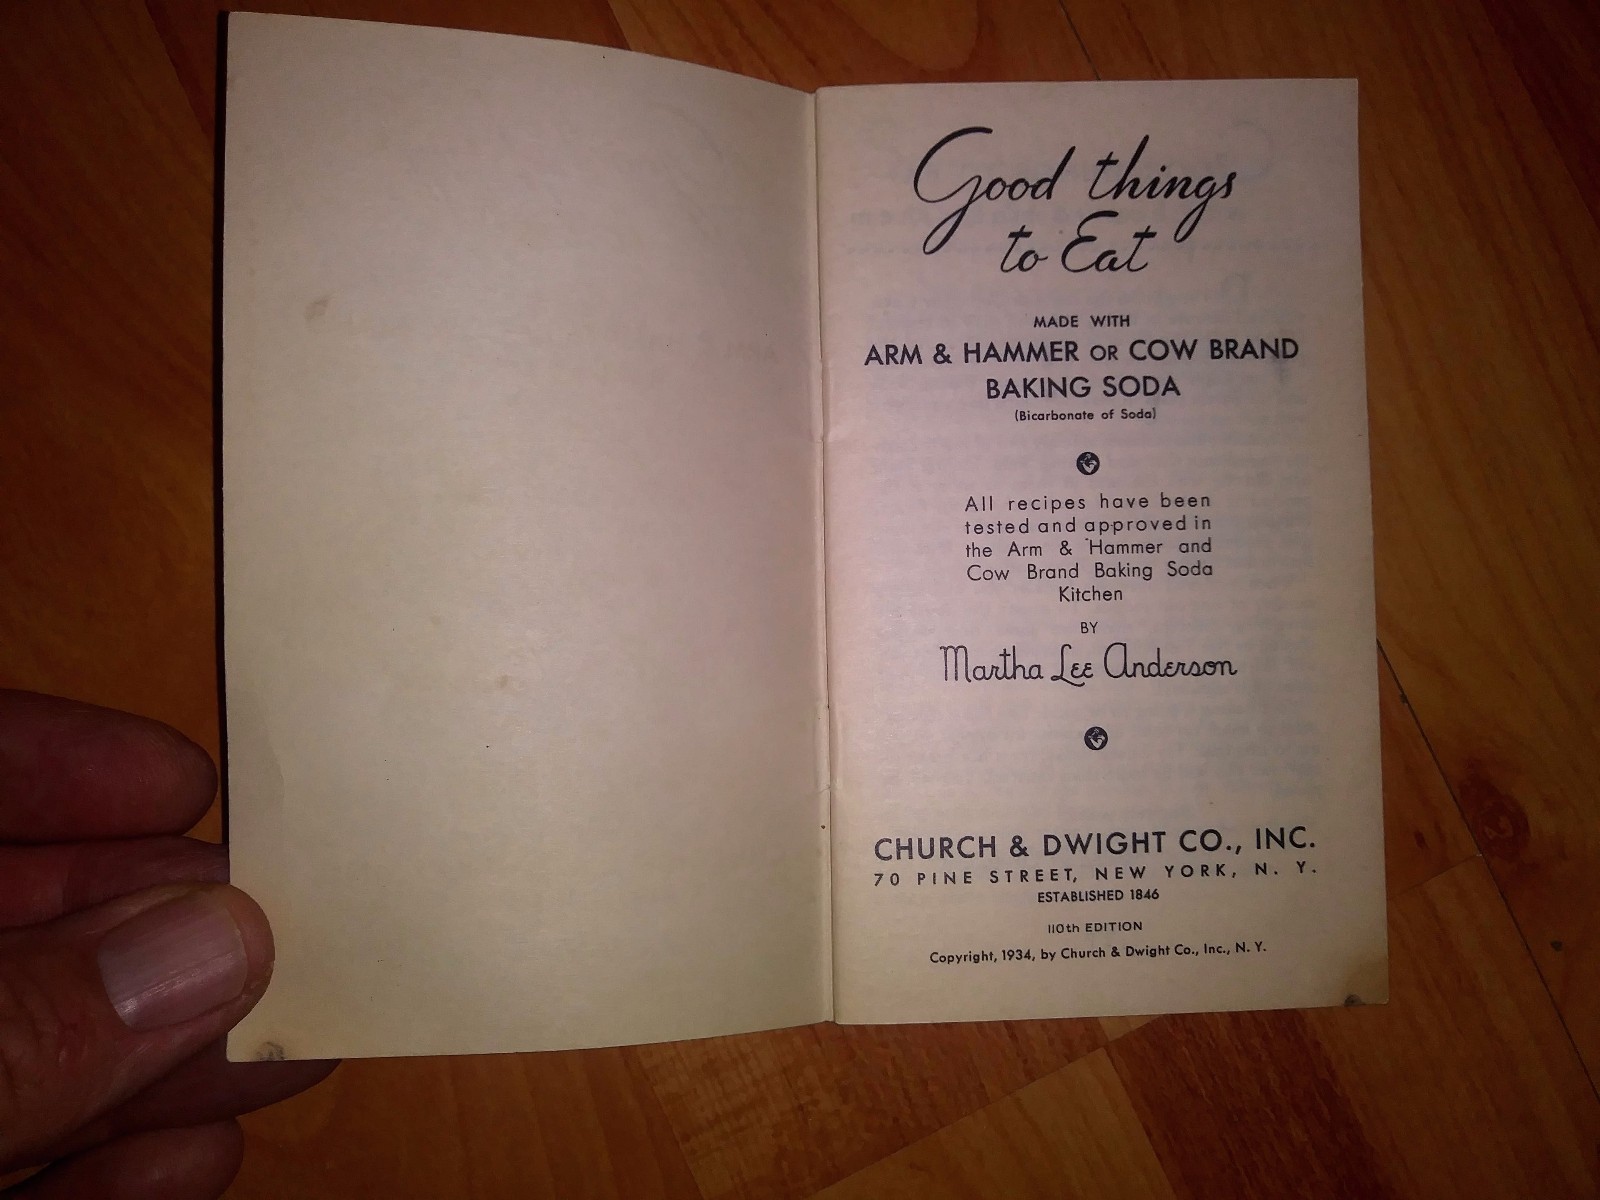 Good things
to Eat
MADE WITH
ARM & HAMMER OR COW BRAND
BAKING SODA
(Bicarbonate of Soda)
All recipes have been
tested and approved in
the Arm & Hammer and
Cow Brand Baking Soda
Kitchen
BY
Martha Lee Anderson
CHURCH & DWIGHT CO., INC.
70 PINE STREET, NEW YORK, N. Y.
ESTABLISHED 1846
110th EDITION
Copyright, 1934, by Church & Dwight Co., Inc., N. Y.